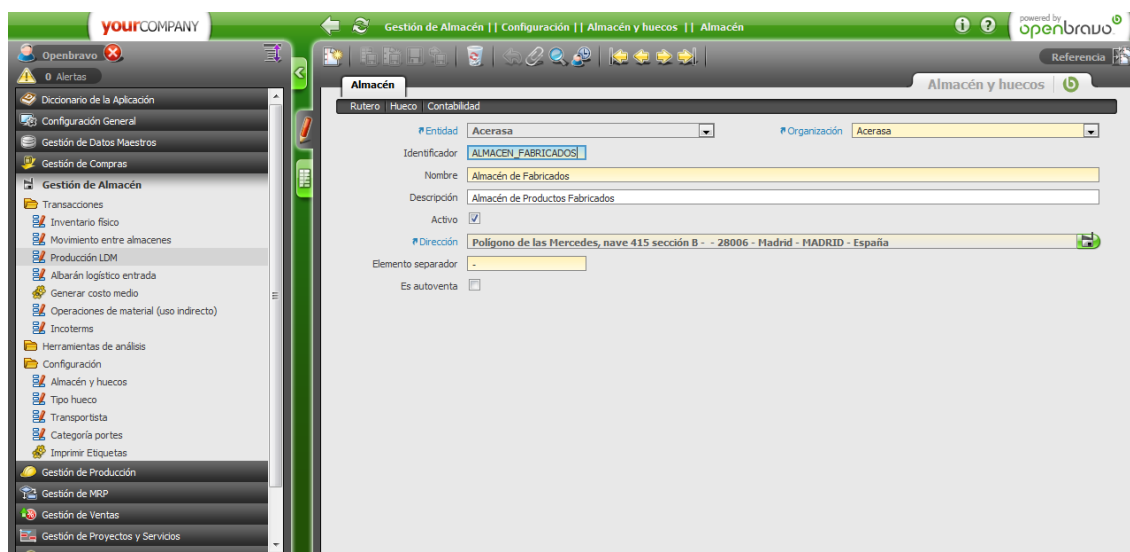 yourCOMPANY
Gestión de Almacén || Configuración || Almacén y huecos || Almacén
powered by
openbravo
Openbravo
0 Alertas
Referencia
Almacén
Almacén y huecos
Rutero | Hueco | Contabilidad
Diccionario de la Aplicación
Configuración General
Gestión de Datos Maestros
Gestión de Compras
Gestión de Almacén
Transacciones
Inventario físico
Movimiento entre almacenes
Producción LDM
Albarán logístico entrada
Generar costo medio
Operaciones de material (uso indirecto)
Incoterms
Herramientas de análisis
Configuración
Almacén y huecos
Tipo hueco
Transportista
Categoría portes
Imprimir Etiquetas
Gestión de Producción
Gestión de MRP
Gestión de Ventas
Gestión de Proyectos y Servicios
Entidad Acerasa Organización Acerasa
Identificador ALMACEN_FABRICADOS
Nombre Almacén de Fabricados
Descripción Almacén de Productos Fabricados
Activo
Dirección Polígono de las Mercedes, nave 415 sección B - - 28006 - Madrid - MADRID - España
Elemento separador -
Es autoventa